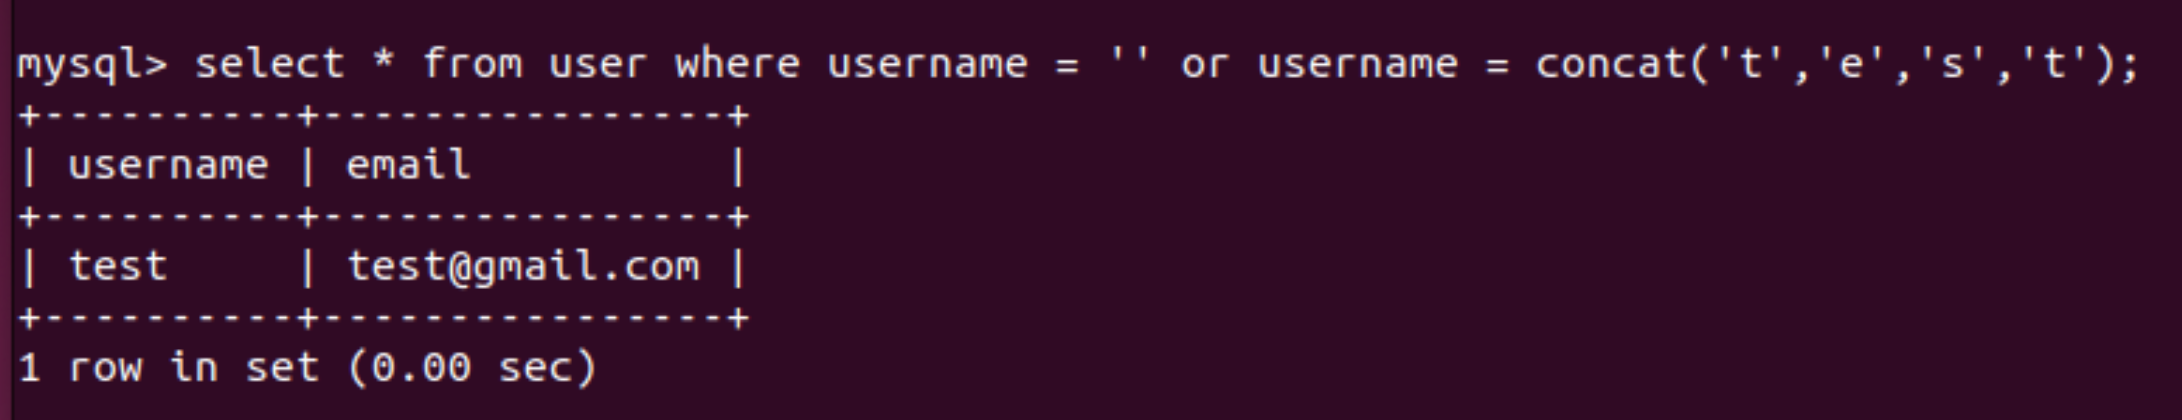 mysql> select * from user where username = '' or username = concat('t','e','s','t');
+----------+----------------+
| username | email          |
+----------+----------------+
| test     | test@gmail.com |
+----------+----------------+
1 row in set (0.00 sec)